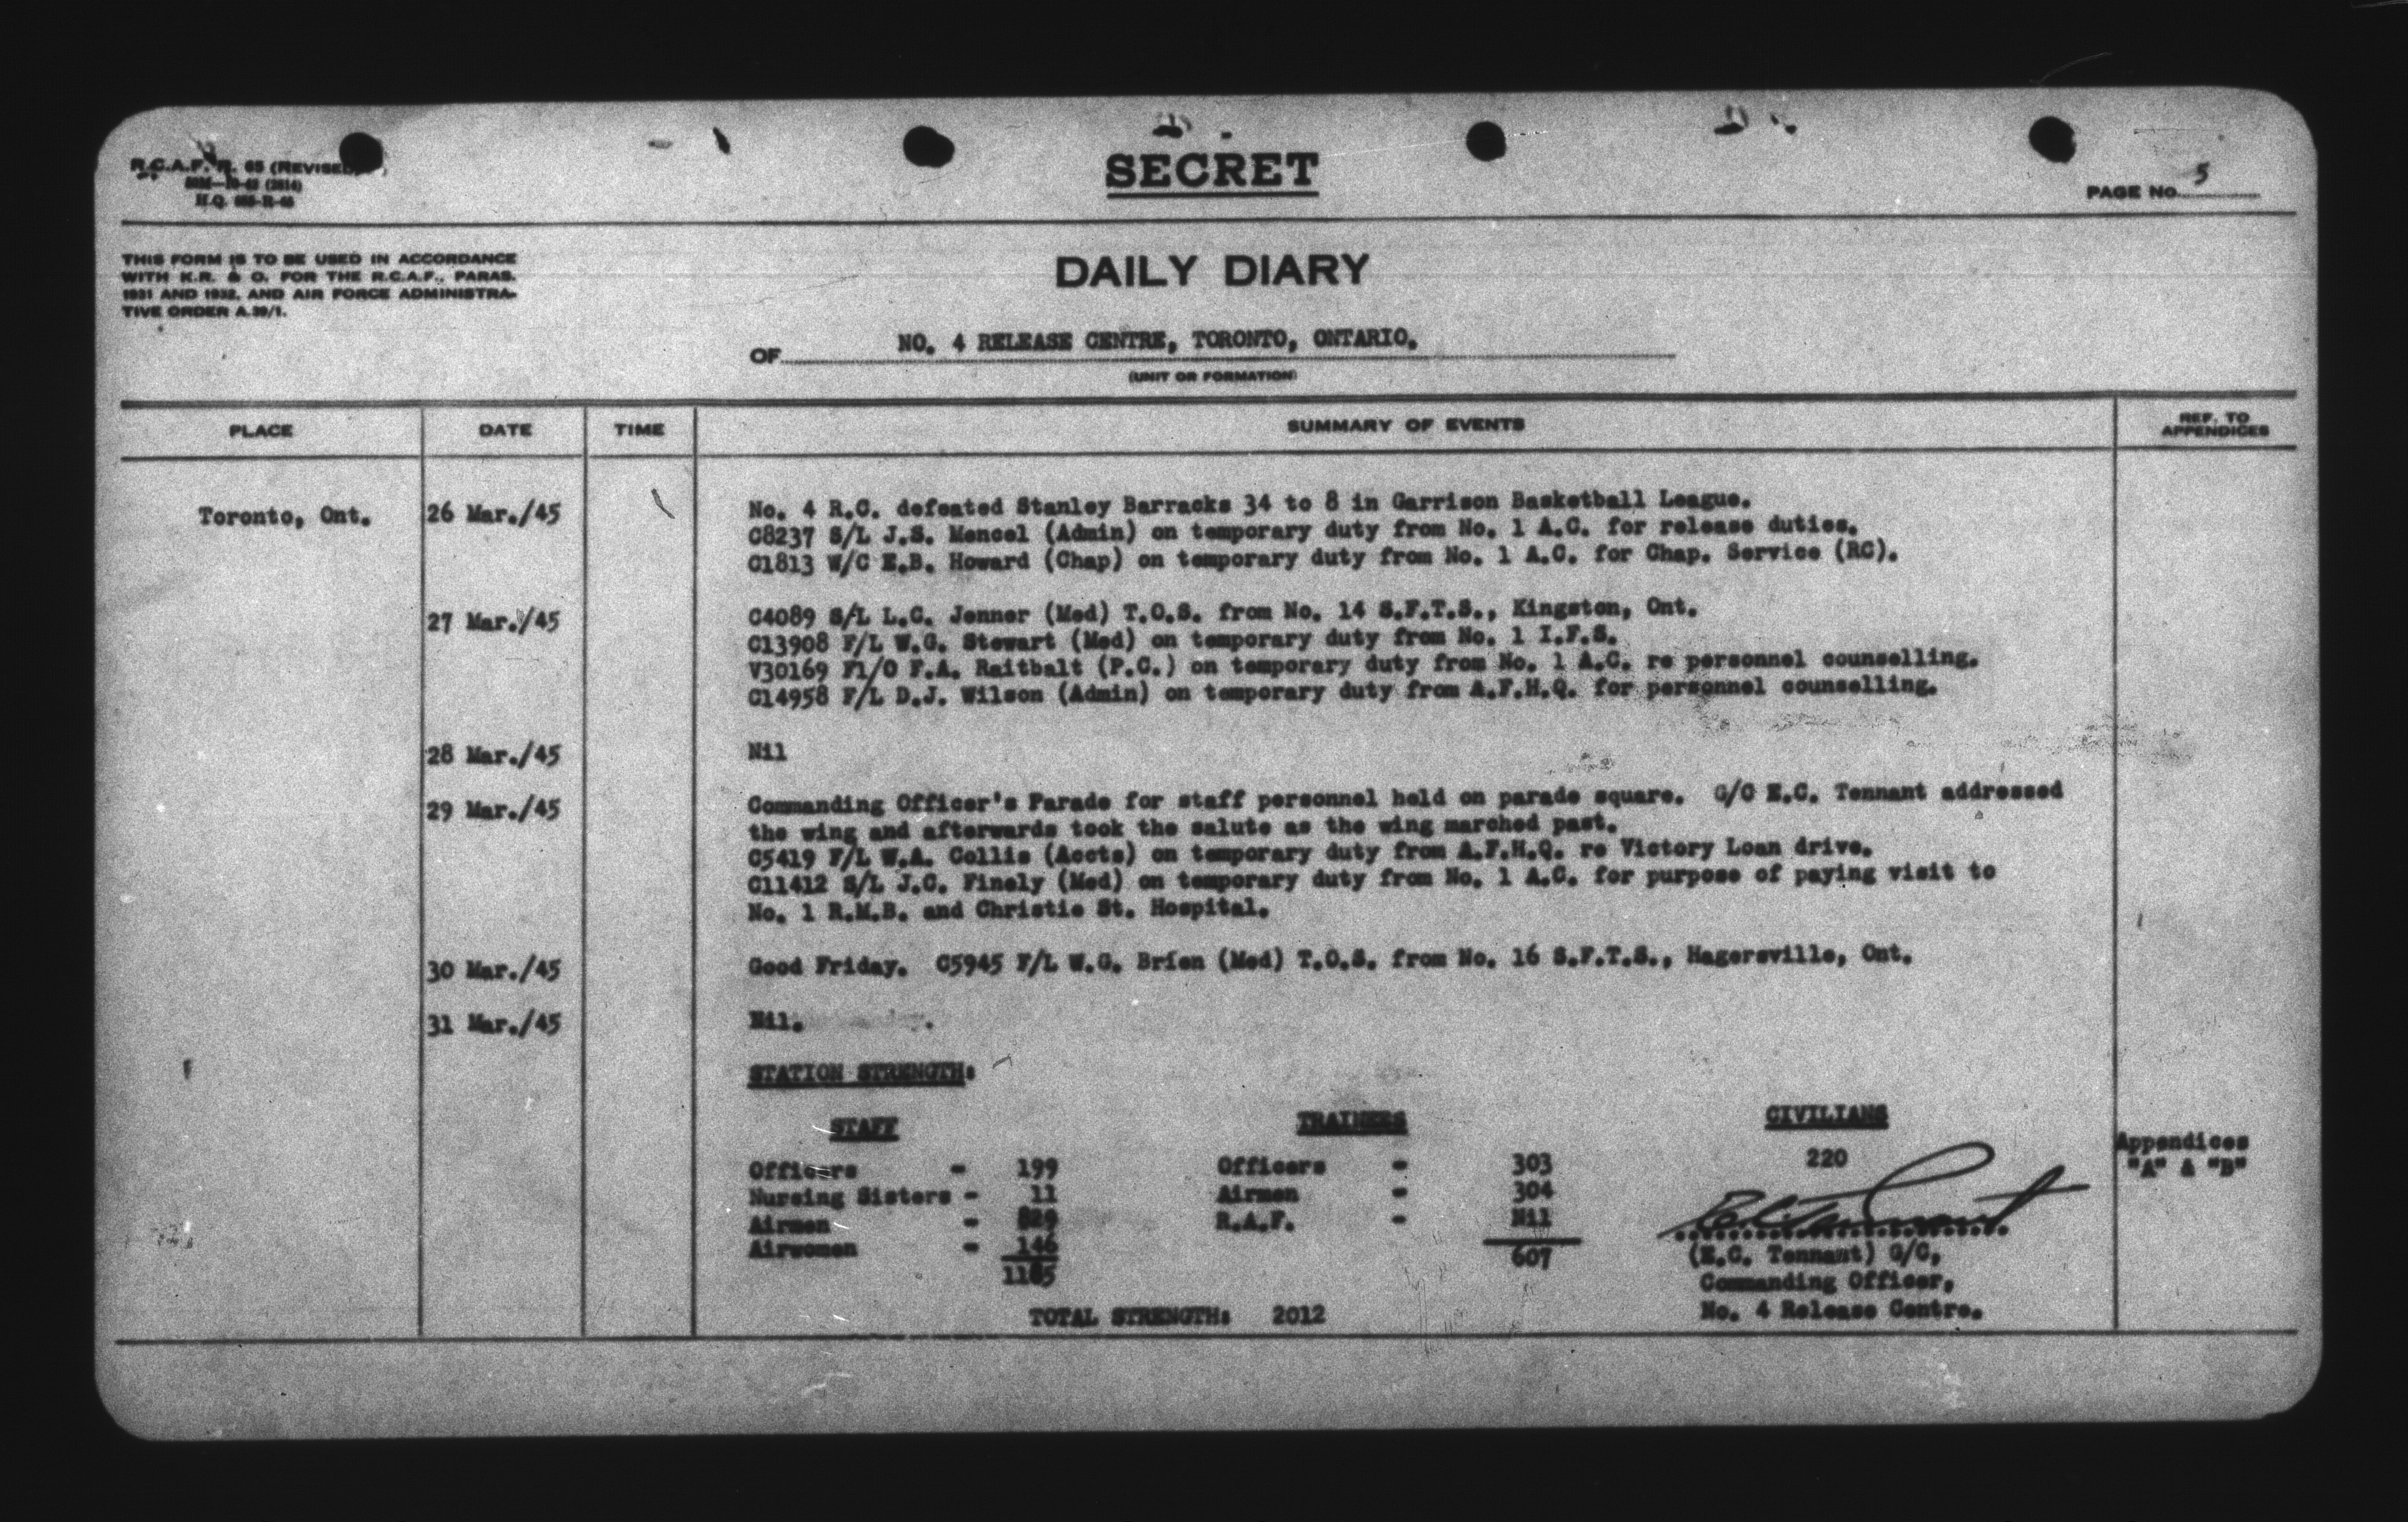 R.C.A.F. R. 65 (REVISED)
H.Q.
SECRET
PAGE No. 5
THIS FORM IS TO BE USED IN ACCORDANCE
WITH K.R. & O. FOR THE R.C.A.F., PARAS.
1931 AND 1932, AND AIR FORCE ADMINISTRA-
TIVE ORDER A.39/1.
DAILY DIARY
OF NO. 4 RELEASE CENTRE, TORONTO, ONTARIO.
(UNIT OR FORMATION)
PLACE DATE TIME SUMMARY OF EVENTS REF. TO APPENDICES
Toronto, Ont. 26 Mar./45 No. 4 R.C. defeated Stanley Barracks 34 to 8 in Garrison Basketball League.
C8237 S/L J.S. Mencel (Admin) on temporary duty from No. 1 A.C. for release duties.
C1813 W/C E.B. Howard (Chap) on temporary duty from No. 1 A.C. for Chap. Service (RC).
27 Mar./45 C4089 S/L L.C. Jenner (Med) T.O.S. from No. 14 S.F.T.S., Kingston, Ont.
C13908 F/L W.G. Stewart (Med) on temporary duty from No. 1 I.F.S.
V30169 Fl/O F.A. Raitbalt (P.C.) on temporary duty from No. 1 A.C. re personnel counselling.
C14958 F/L D.J. Wilson (Admin) on temporary duty from A.F.H.Q. for personnel counselling.
28 Mar./45 Nil
29 Mar./45 Commanding Officer's Parade for staff personnel held on parade square. G/C E.C. Tennant addressed
the wing and afterwards took the salute as the wing marched past.
C5419 F/L W.A. Collis (Accts) on temporary duty from A.F.H.Q. re Victory Loan drive.
C11412 S/L J.C. Finely (Med) on temporary duty from No. 1 A.C. for purpose of paying visit to
No. 1 R.M.B. and Christie St. Hospital.
30 Mar./45 Good Friday. C5945 F/L W.G. Brien (Med) T.O.S. from No. 16 S.F.T.S., Hagersville, Ont.
31 Mar./45 Nil.
STATION STRENGTH:
STAFF TRAINEES CIVILIANS
Officers - 199 Officers - 303 220 Appendices
Nursing Sisters - 11 Airmen - 304 "A" & "B"
Airmen - 829 R.A.F. - Nil
Airwomen - 146 607
1185
E.C. Tennant
(E.C. Tennant) G/C,
Commanding Officer,
No. 4 Release Centre.
TOTAL STRENGTH: 2012